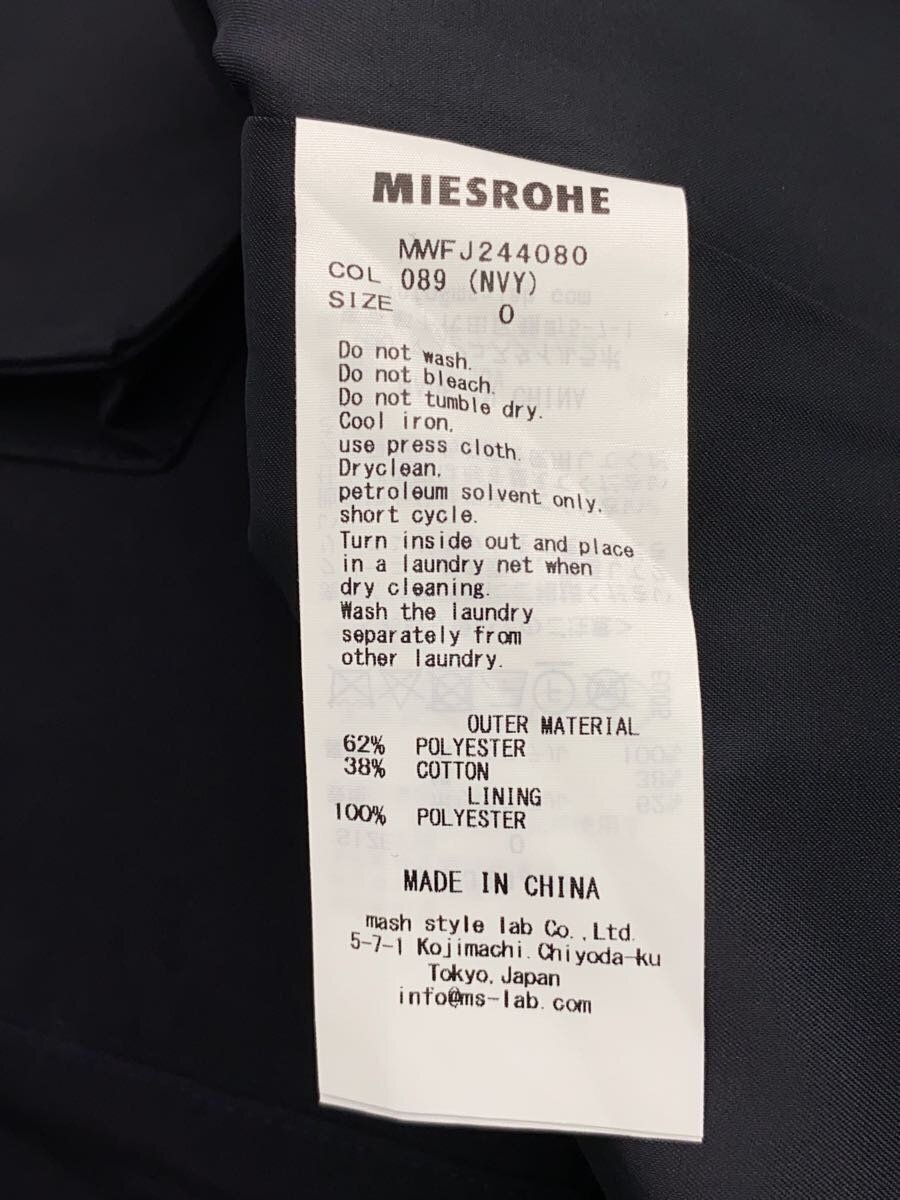 MIESROHE
MWFJ244080
COL 089 (NVY)
SIZE 0
Do not wash.
Do not bleach.
Do not tumble dry.
Cool iron,
use press cloth.
Dryclean,
petroleum solvent only,
short cycle.
Turn inside out and place
in a laundry net when
dry cleaning.
Wash the laundry
separately from
other laundry.
OUTER MATERIAL
62% POLYESTER
38% COTTON
LINING
100% POLYESTER
MADE IN CHINA
mash style lab Co.,Ltd.
5-7-1 Kojimachi.Chiyoda-ku
Tokyo, Japan
info@ms-lab.com